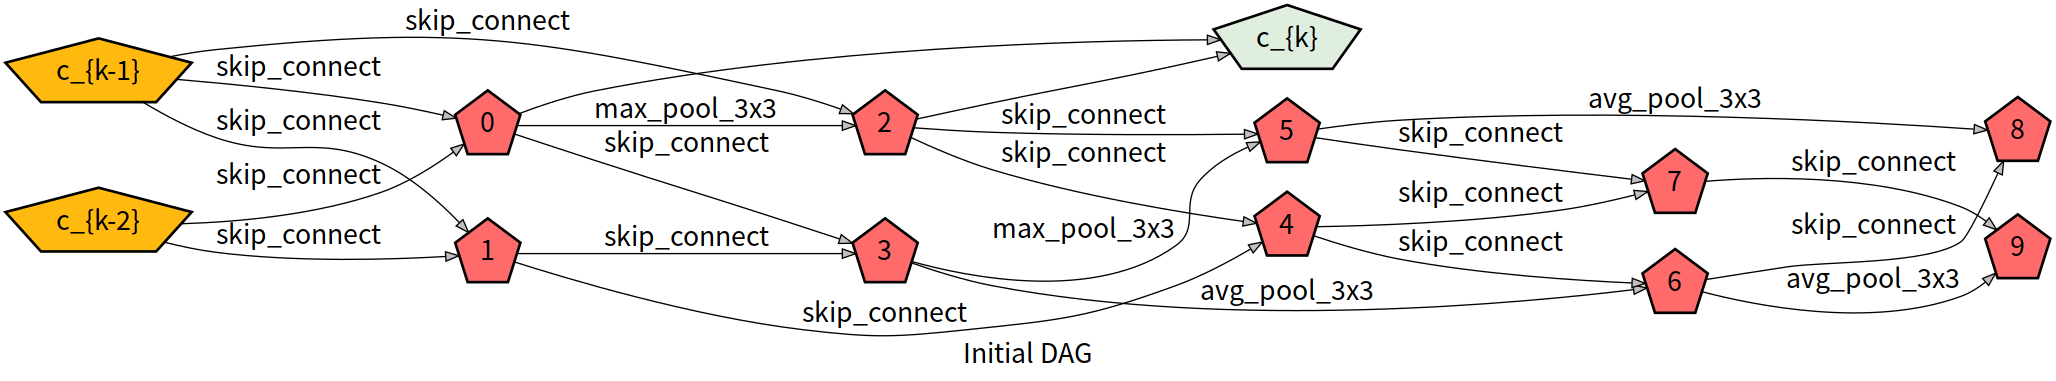 skip_connect
c_{k}
c_{k-1}
skip_connect
avg_pool_3x3
max_pool_3x3
skip_connect
skip_connect
0
2
5
skip_connect
8
skip_connect
skip_connect
skip_connect
skip_connect
7
skip_connect
c_{k-2}
skip_connect
max_pool_3x3
4
skip_connect
skip_connect
1
skip_connect
3
9
avg_pool_3x3
6
avg_pool_3x3
skip_connect
Initial DAG